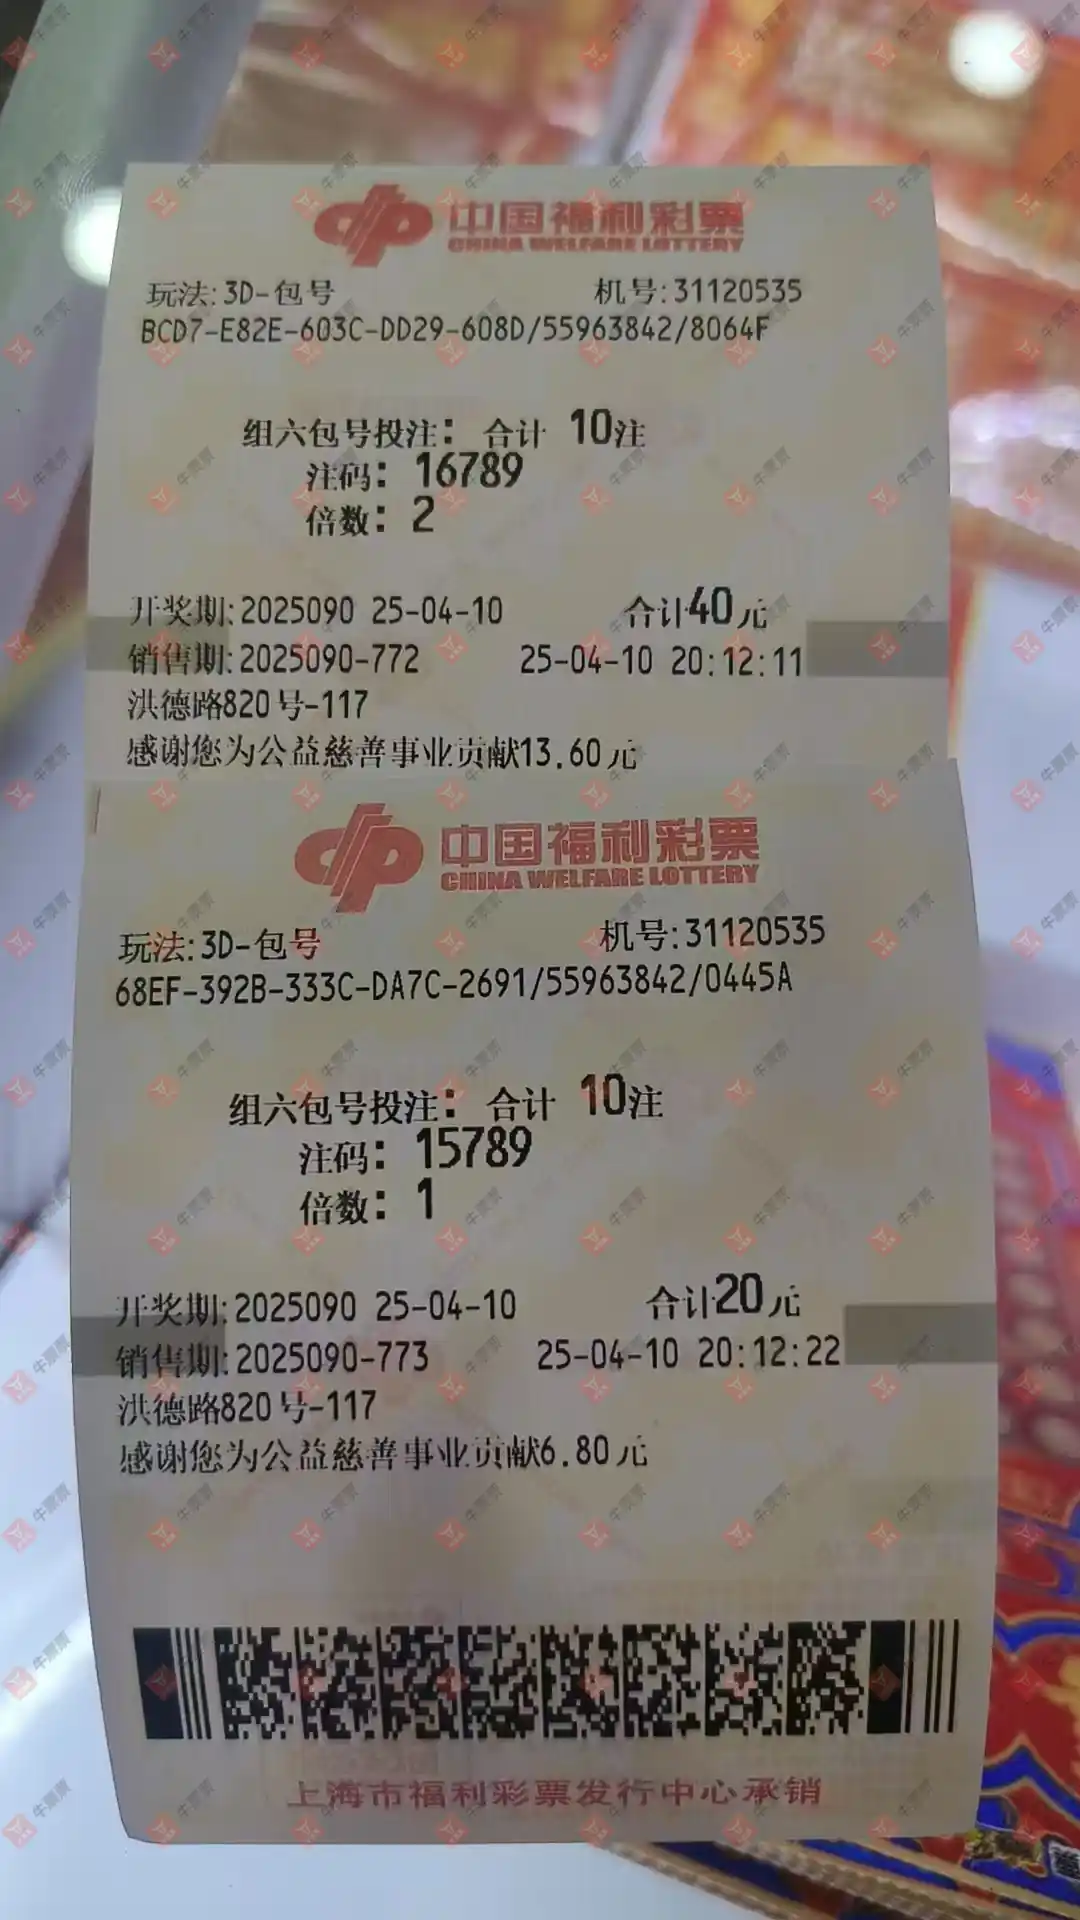 中国福利彩票
CHINA WELFARE LOTTERY
玩法:3D-包号 机号:31120535
BCD7-E82E-603C-DD29-608D/55963842/8064F
组六包号投注: 合计 10注
注码: 16789
倍数: 2
开奖期:2025090 25-04-10 合计40元
销售期:2025090-772 25-04-10 20:12:11
洪德路820号-117
感谢您为公益慈善事业贡献13.60元
中国福利彩票
CHINA WELFARE LOTTERY
玩法:3D-包号 机号:31120535
68EF-392B-333C-DA7C-2691/55963842/0445A
组六包号投注: 合计 10注
注码: 15789
倍数: 1
开奖期:2025090 25-04-10 合计20元
销售期:2025090-773 25-04-10 20:12:22
洪德路820号-117
感谢您为公益慈善事业贡献6.80元
上海市福利彩票发行中心承销
牛票票